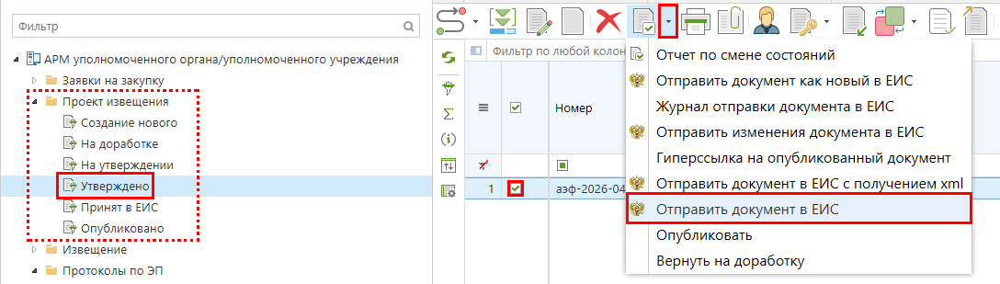 Фильтр
АРМ уполномоченного органа/уполномоченного учреждения
Заявки на закупку
Проект извещения
Создание нового
На доработке
На утверждении
Утверждено
Принят в ЕИС
Опубликовано
Извещение
Протоколы по ЭП
Фильтр по любой колон
Номер
1 аэф-2026-04
Отчет по смене состояний
Отправить документ как новый в ЕИС
Журнал отправки документа в ЕИС
Отправить изменения документа в ЕИС
Гиперссылка на опубликованный документ
Отправить документ в ЕИС с получением xml
Отправить документ в ЕИС
Опубликовать
Вернуть на доработку